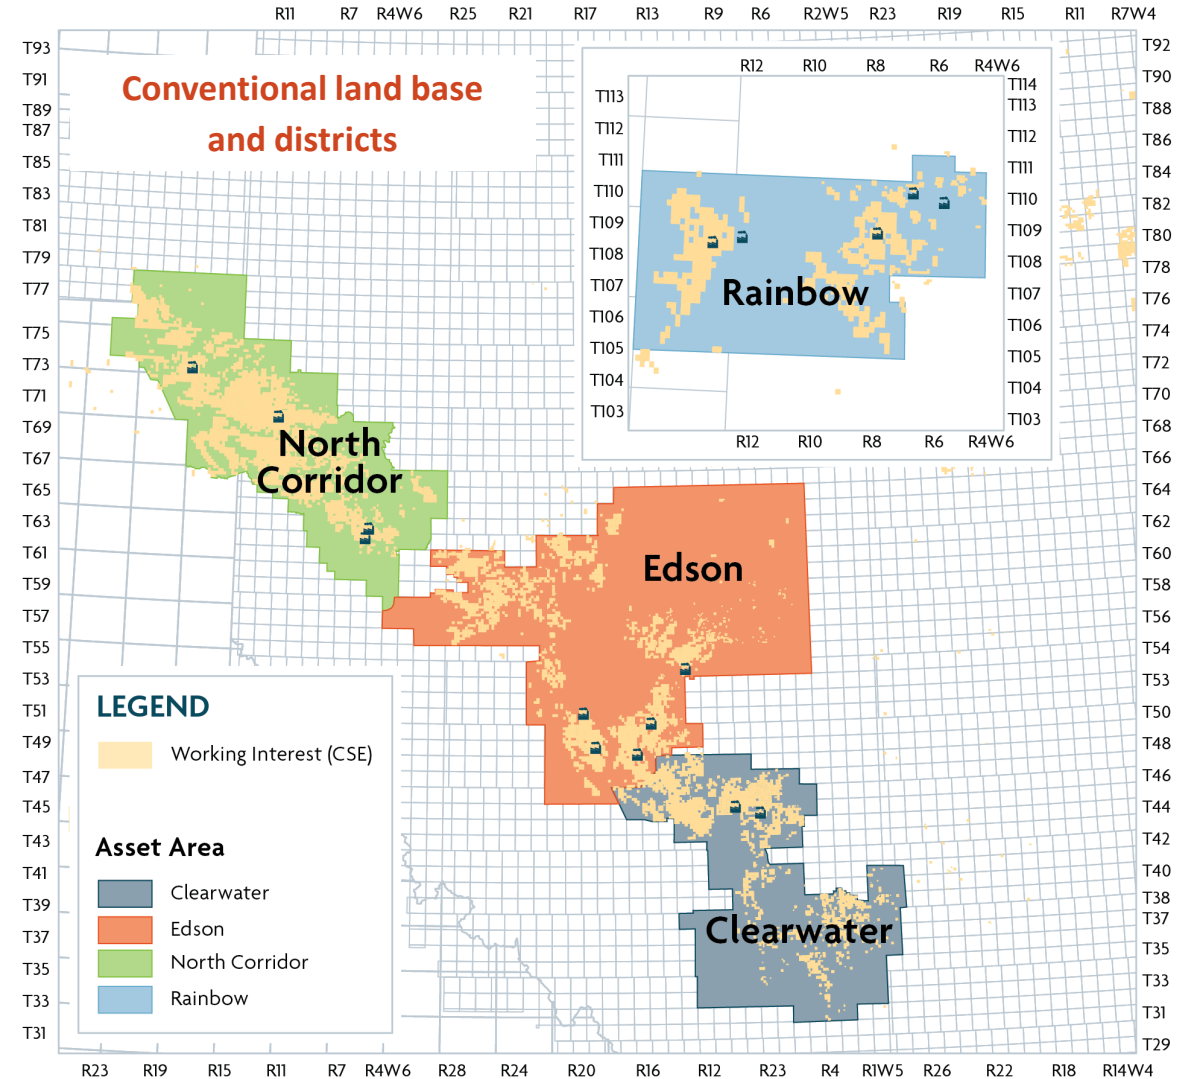 R11 R7 R4W6 R25 R21 R17 R13 R9 R6 R2W5 R23 R19 R15 R11 R7W4
Conventional land base
and districts
T93
T91
T89
T87
T85
T83
T81
T79
T77
T75
T73
T71
T69
T67
T65
T63
T61
T59
T57
T55
T53
T51
T49
T47
T45
T43
T41
T39
T37
T35
T33
T31
R12 R10 R8 R6 R4W6
T113
T112
T111
T110
T109
T108
T107
T106
T105
T104
T103
Rainbow
T114
T113
T112
T111
T110
T109
T108
T107
T106
T105
T104
T103
R12 R10 R8 R6 R4W6
T92
T90
T88
T86
T84
T82
T80
T78
T76
T74
T72
T70
T68
T66
T64
T62
T60
T58
T56
T54
T53
T50
T48
T46
T44
T42
T40
T38
T37
T35
T33
T31
T29
North
Corridor
Edson
Clearwater
LEGEND
Working Interest (CSE)
Asset Area
Clearwater
Edson
North Corridor
Rainbow
R23 R19 R15 R11 R7 R4W6 R28 R24 R20 R16 R12 R23 R4 R1W5 R26 R22 R18 R14W4